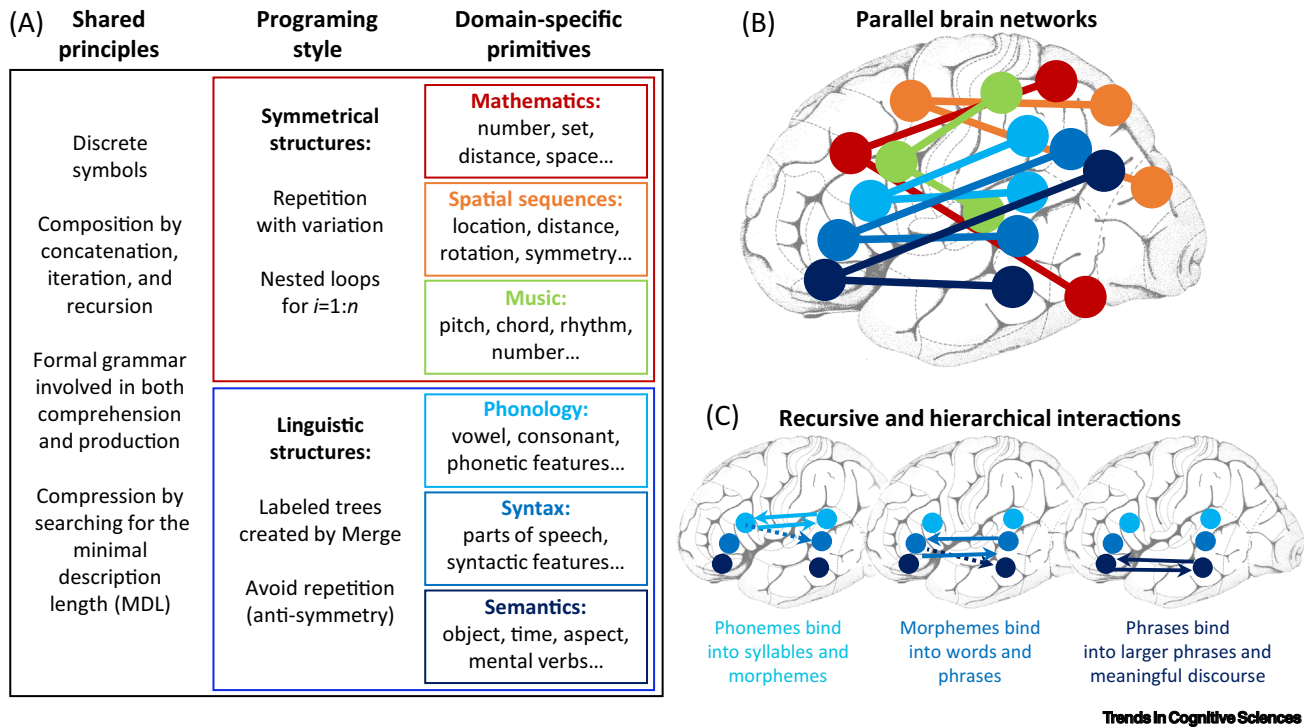 (A)
Shared
principles
Programing
style
Domain-specific
primitives
Discrete
symbols
Composition by
concatenation,
iteration, and
recursion
Formal grammar
involved in both
comprehension
and production
Compression by
searching for the
minimal
description
length (MDL)
Symmetrical
structures:
Repetition
with variation
Nested loops
for i=1:n
Mathematics:
number, set,
distance, space...
Spatial sequences:
location, distance,
rotation, symmetry...
Music:
pitch, chord, rhythm,
number...
Linguistic
structures:
Labeled trees
created by Merge
Avoid repetition
(anti-symmetry)
Phonology:
vowel, consonant,
phonetic features...
Syntax:
parts of speech,
syntactic features...
Semantics:
object, time, aspect,
mental verbs...
(B)
Parallel brain networks
(C)
Recursive and hierarchical interactions
Phonemes bind
into syllables and
morphemes
Morphemes bind
into words and
phrases
Phrases bind
into larger phrases and
meaningful discourse
Trends in Cognitive Sciences